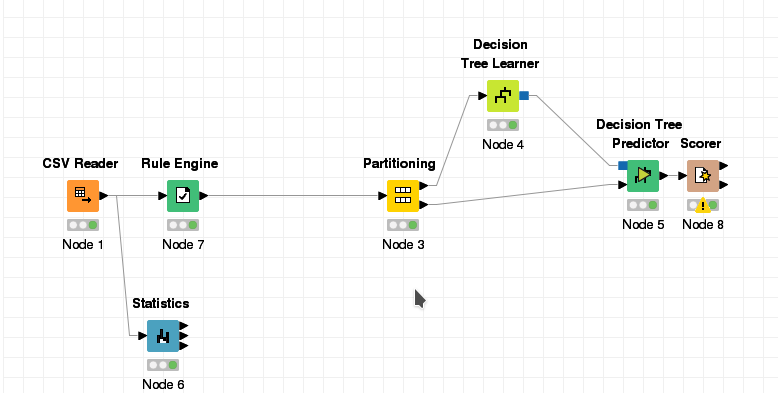 Decision
Tree Learner
Node 4
CSV Reader
Node 1
Rule Engine
Node 7
Partitioning
Node 3
Decision Tree
Predictor
Node 5
Scorer
Node 8
Statistics
Node 6